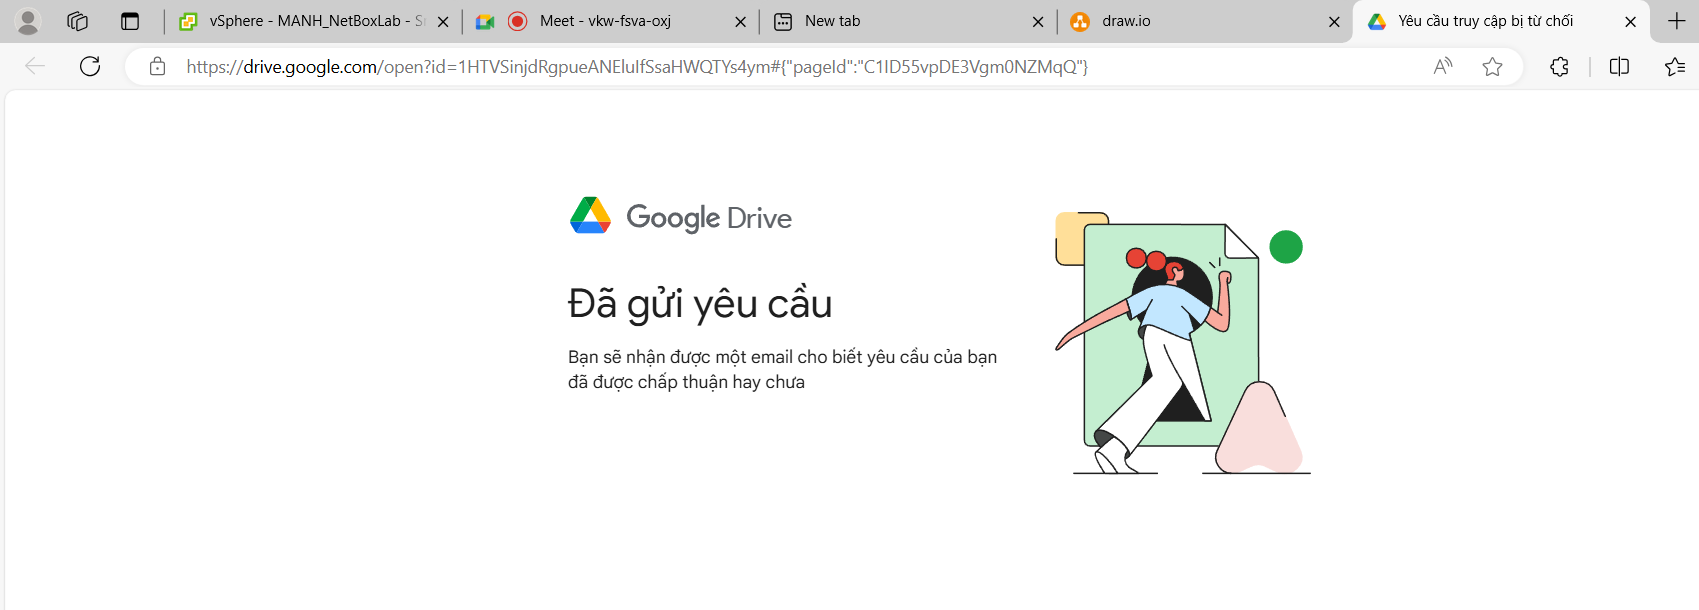 vSphere - MANH_NetBoxLab - Sr
Meet - vkw-fsva-oxj
New tab
draw.io
Yêu cầu truy cập bị từ chối
https://drive.google.com/open?id=1HTVSinjdRgpueANEluIfSsaHWQTYs4ym#{"pageId":"C1ID55vpDE3Vgm0NZMqQ"}
Google Drive
Đã gửi yêu cầu
Bạn sẽ nhận được một email cho biết yêu cầu của bạn
đã được chấp thuận hay chưa